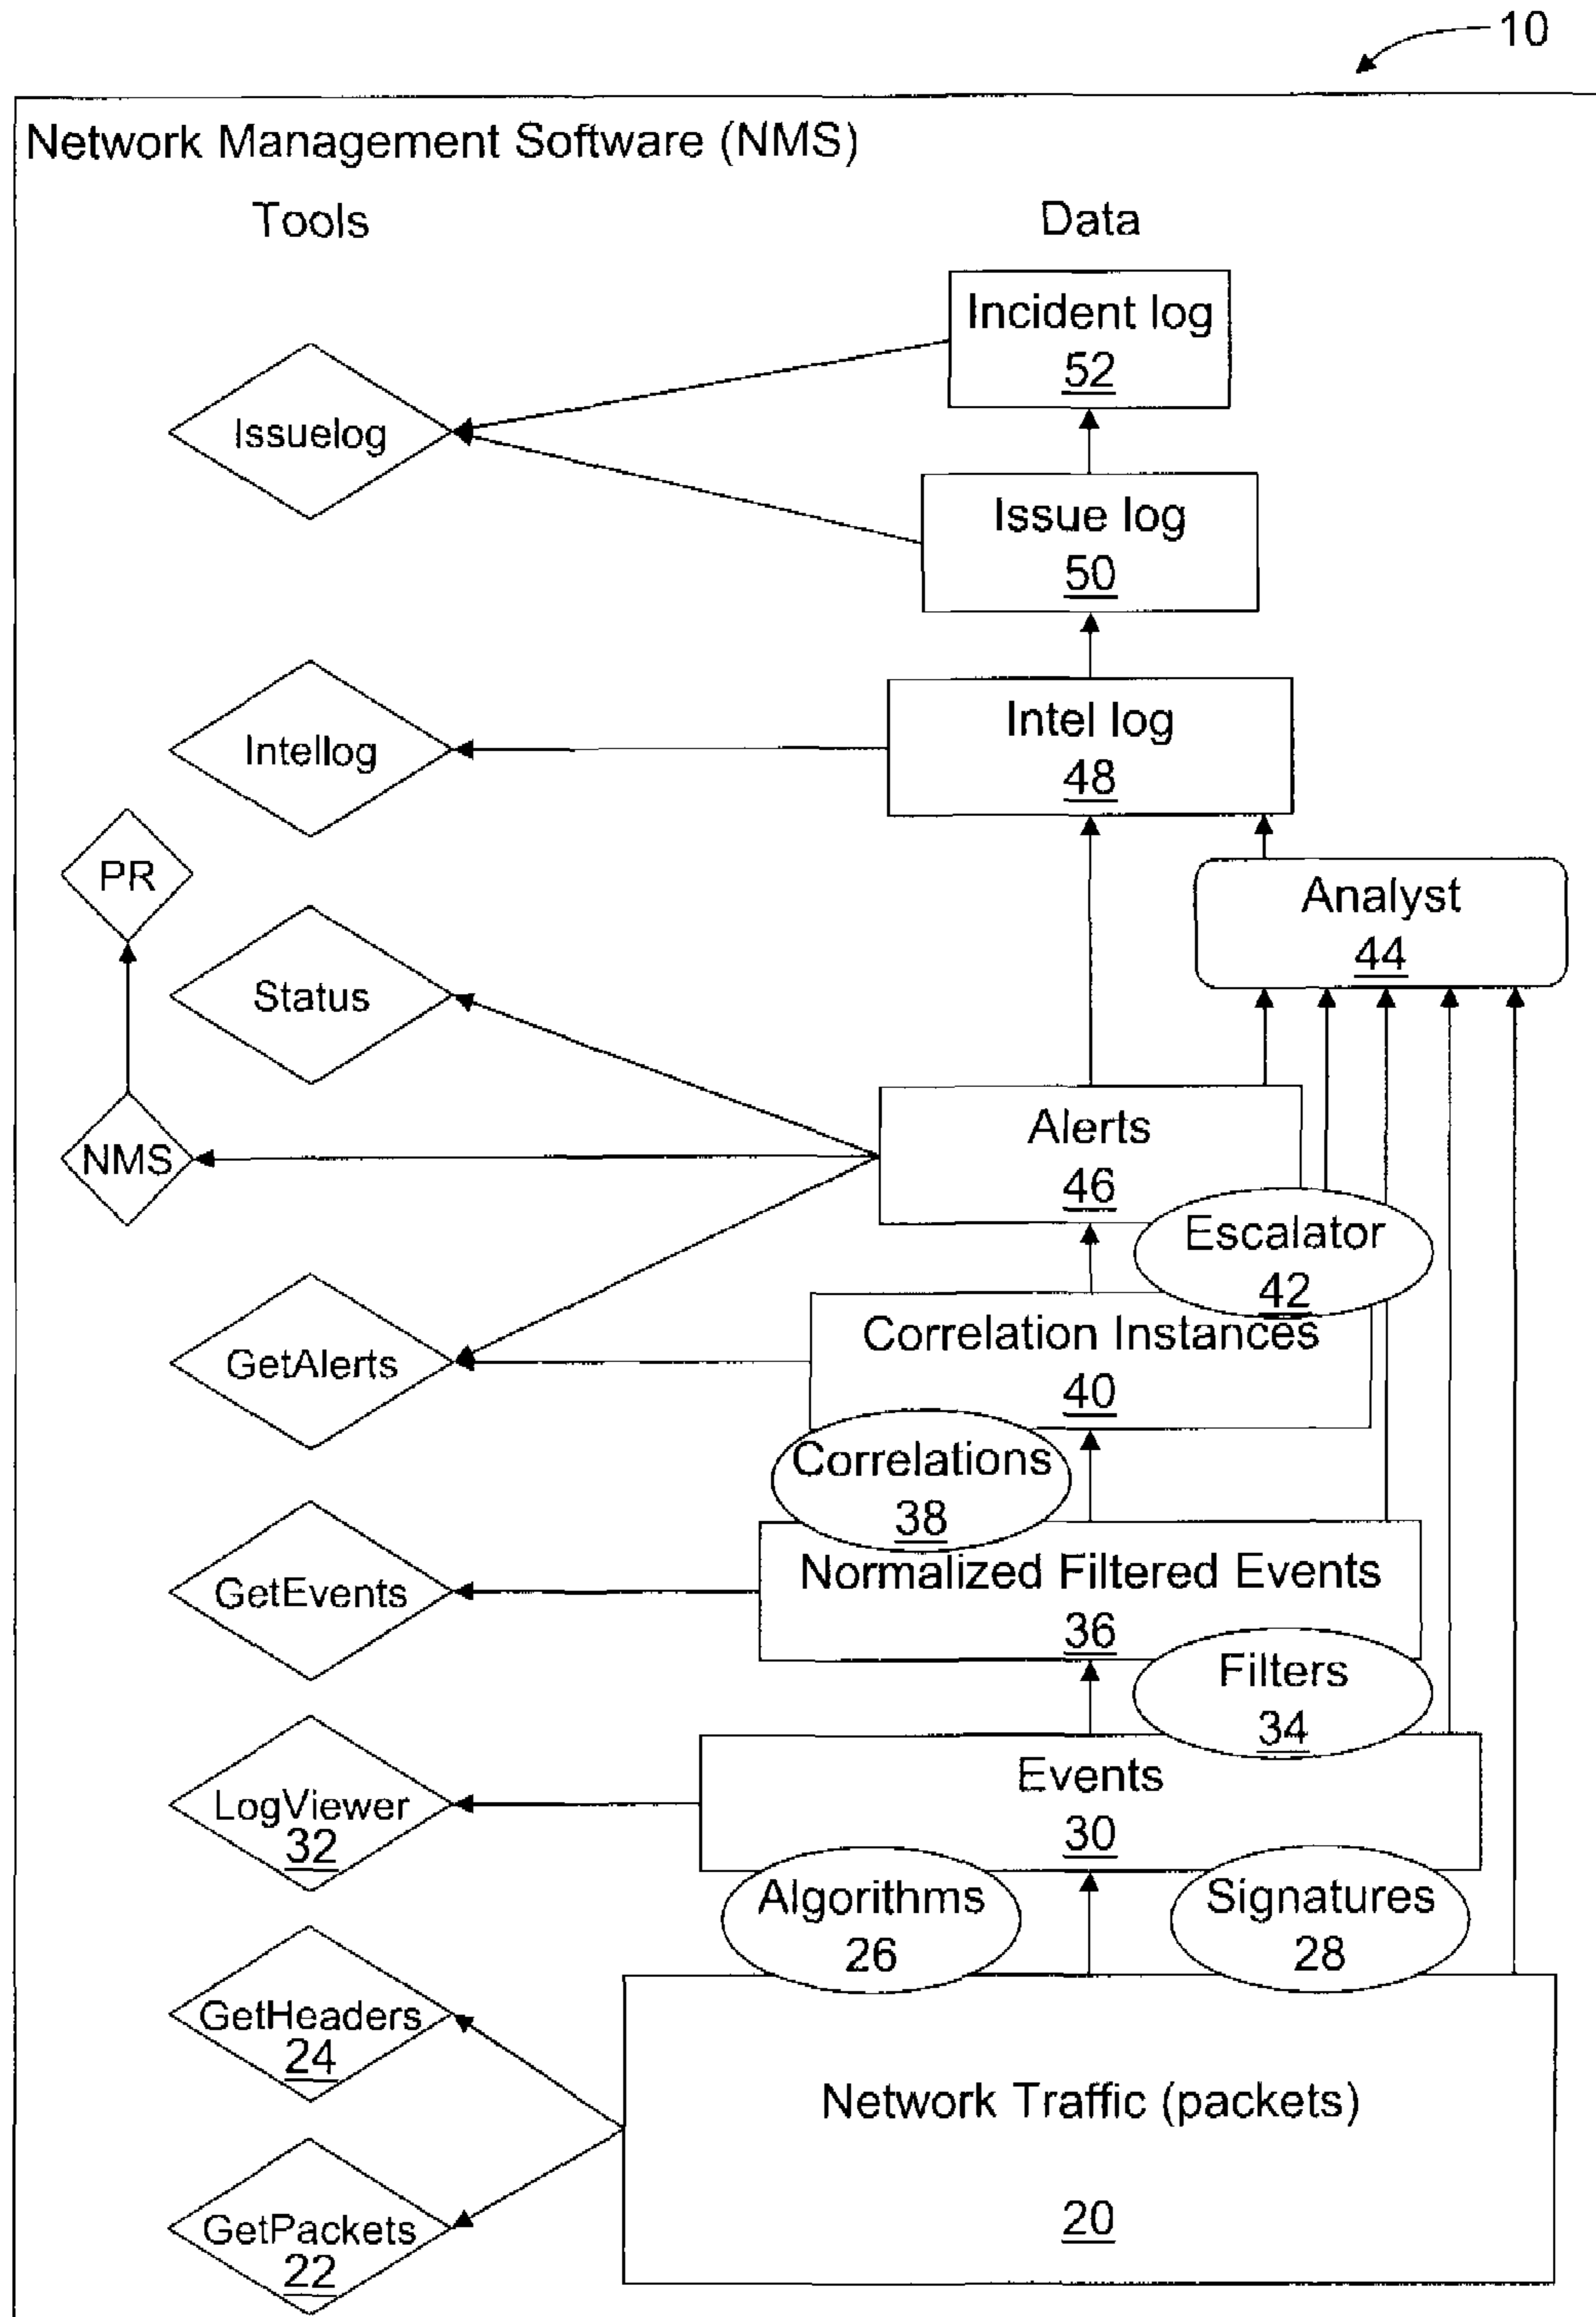 10
Network Management Software (NMS)
Tools
Data
Incident log
52
Issuelog
Issue log
50
Intel log
48
Intellog
PR
Analyst
44
Status
Alerts
46
NMS
Escalator
42
Correlation Instances
40
GetAlerts
Correlations
38
Normalized Filtered Events
36
GetEvents
Filters
34
Events
30
LogViewer
32
Algorithms
26
Signatures
28
GetHeaders
24
Network Traffic (packets)
20
GetPackets
22